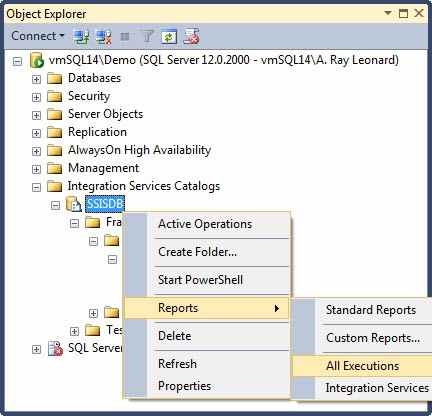 Object Explorer
Connect
vmSQL14\Demo (SQL Server 12.0.2000 - vmSQL14\A. Ray Leonard)
Databases
Security
Server Objects
Replication
AlwaysOn High Availability
Management
Integration Services Catalogs
SSISDB
Active Operations
Create Folder...
Start PowerShell
Reports
Standard Reports
Delete
Custom Reports...
Refresh
All Executions
Properties
Integration Services
SQL Server